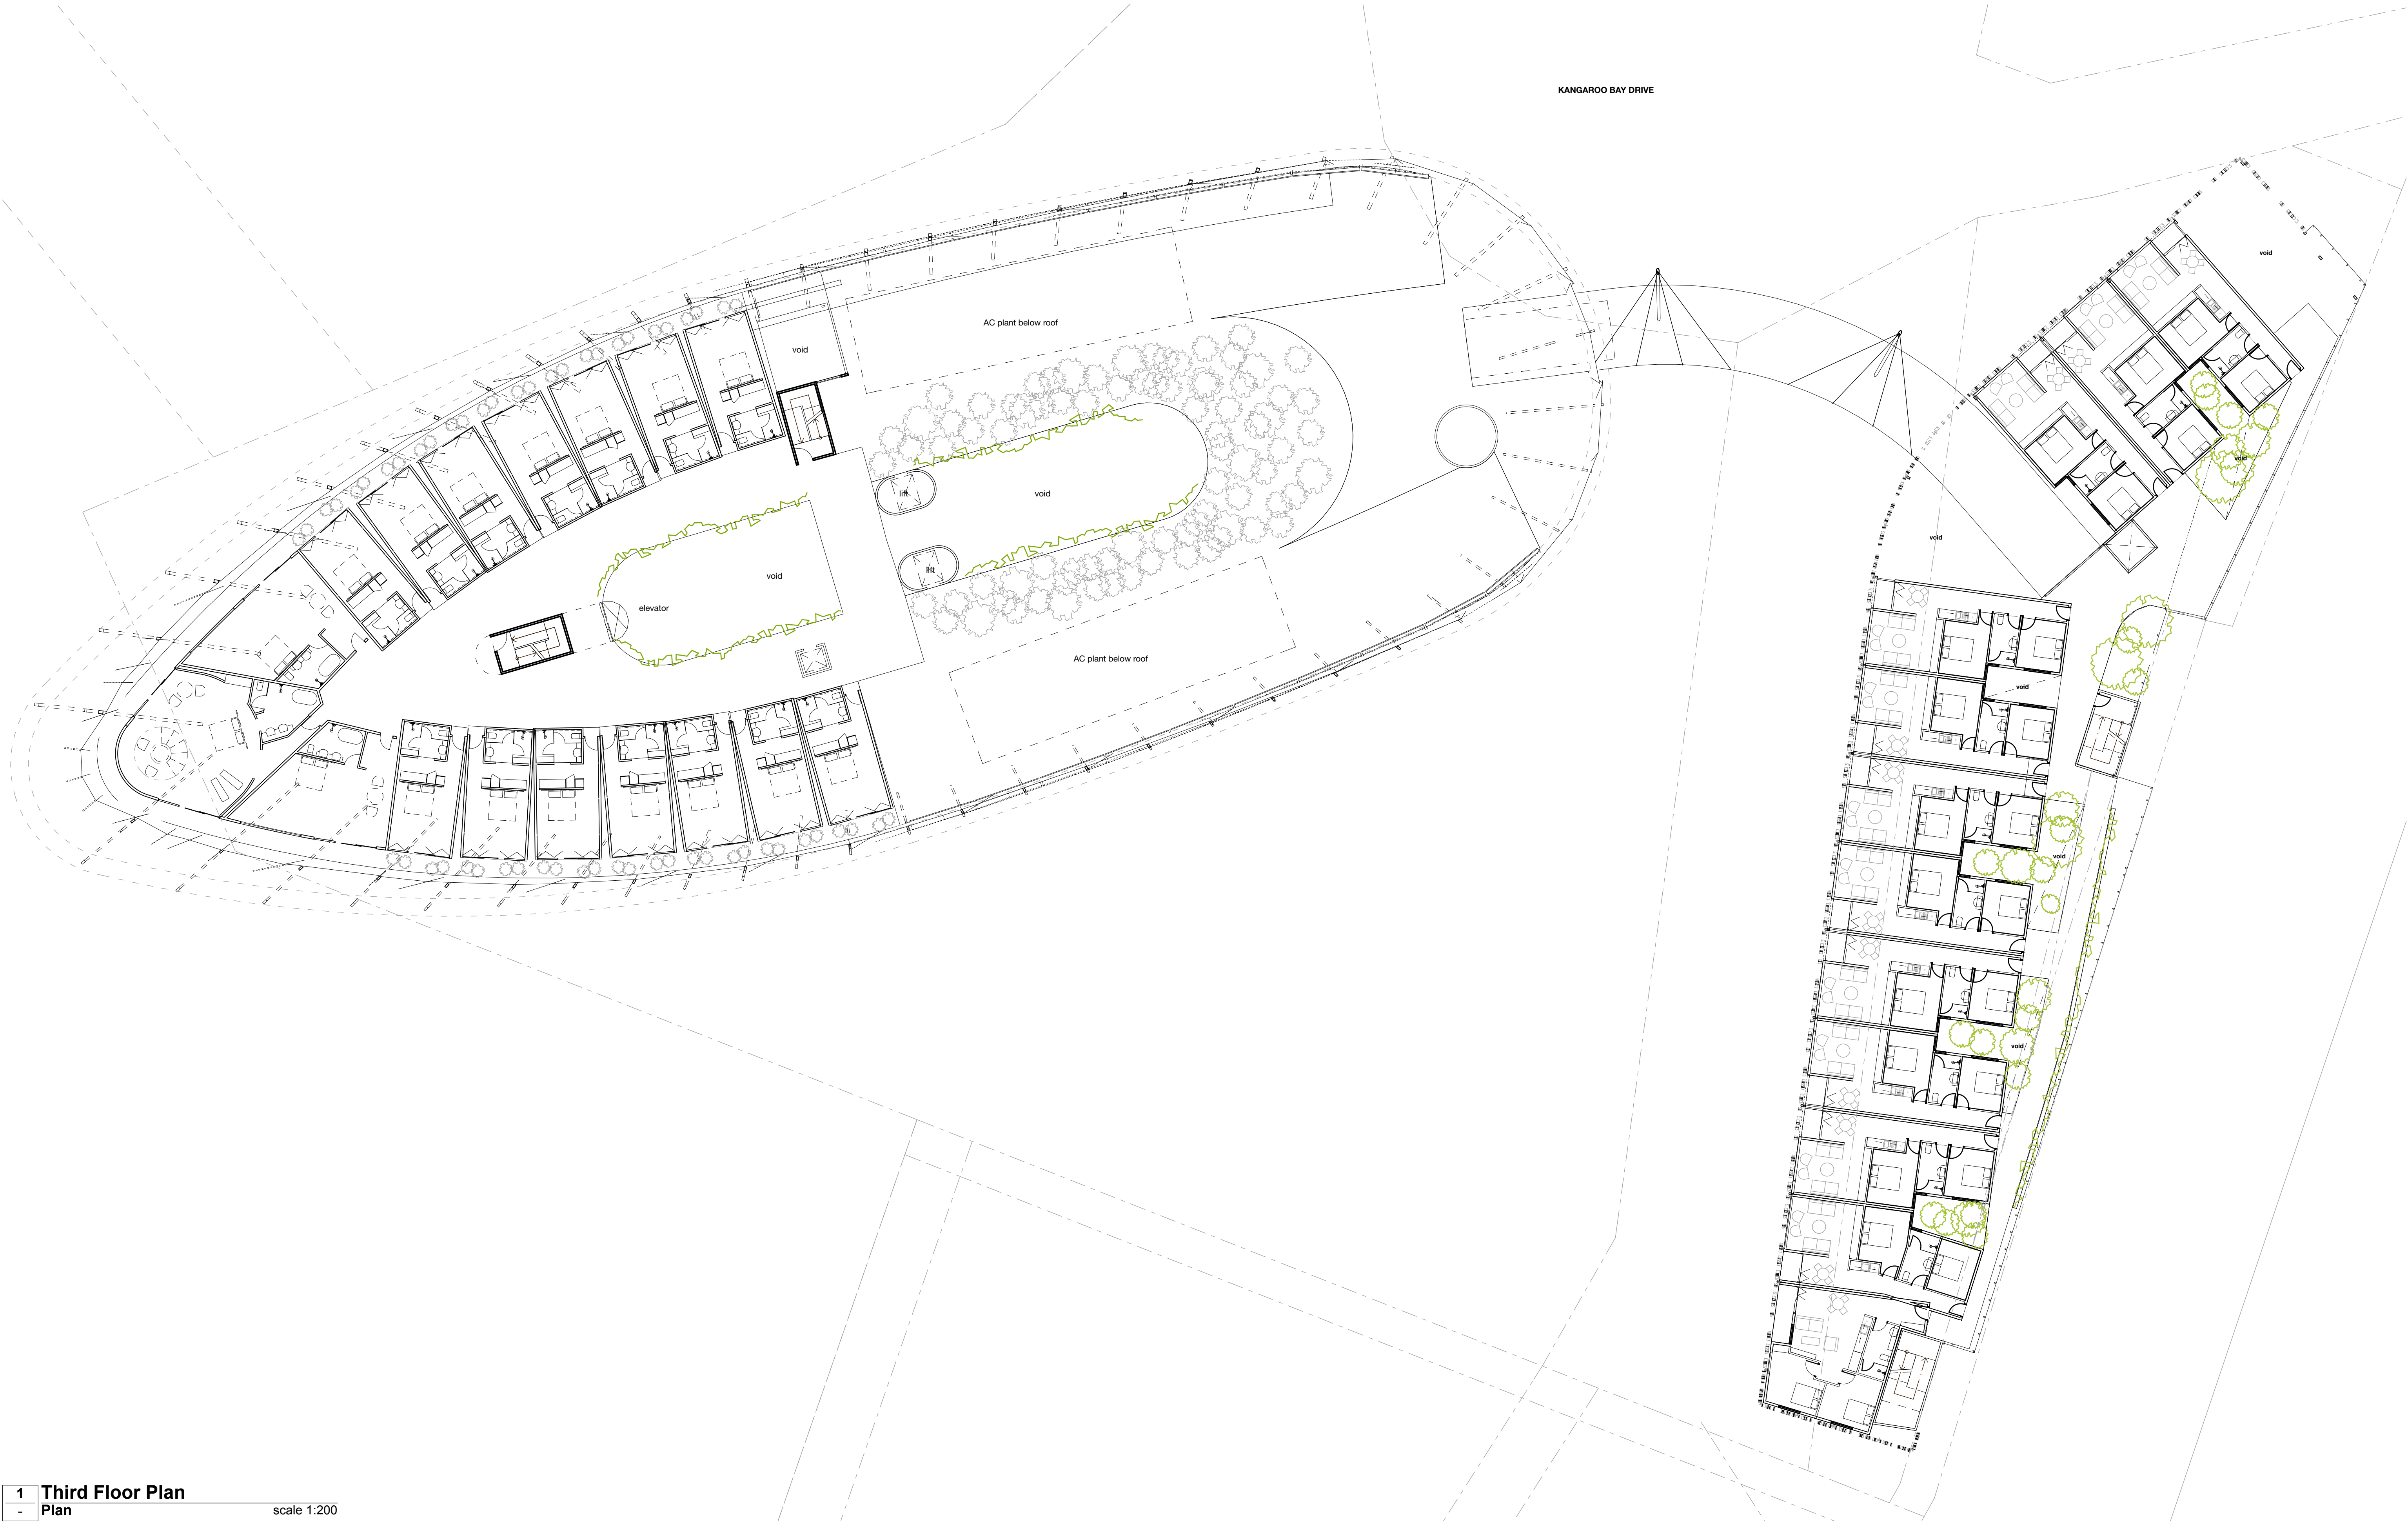 KANGAROO BAY DRIVE
void
AC plant below roof
void
void
lift
void
void
lift
void
elevator
AC plant below roof
void
void
void
1
Third Floor Plan
-
Plan
scale 1:200